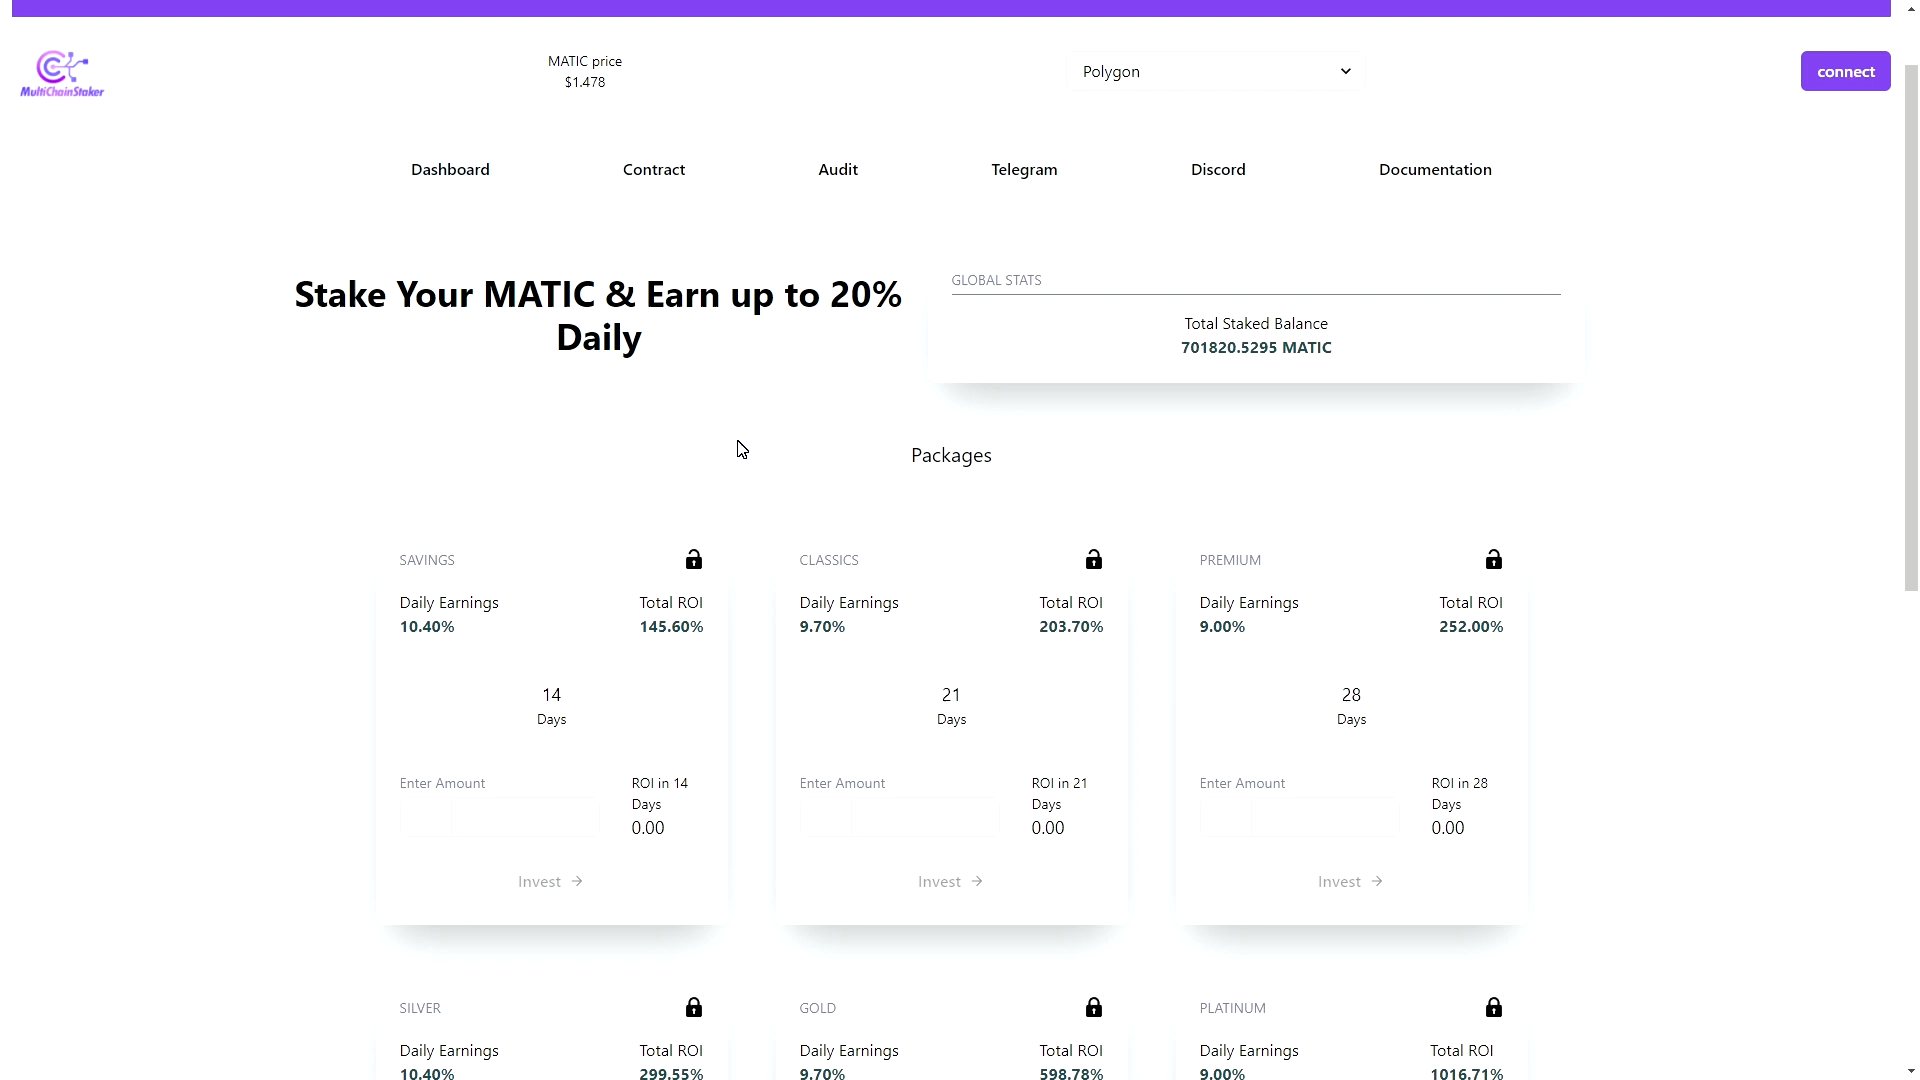 MultiChainStaker
MATIC price
$1.478
Polygon
connect
Dashboard Contract Audit Telegram Discord Documentation
Stake Your MATIC & Earn up to 20%
Daily
GLOBAL STATS
Total Staked Balance
701820.5295 MATIC
Packages
SAVINGS
Daily Earnings Total ROI
10.40% 145.60%
14
Days
Enter Amount ROI in 14
Days
0.00
Invest →
CLASSICS
Daily Earnings Total ROI
9.70% 203.70%
21
Days
Enter Amount ROI in 21
Days
0.00
Invest →
PREMIUM
Daily Earnings Total ROI
9.00% 252.00%
28
Days
Enter Amount ROI in 28
Days
0.00
Invest →
SILVER
Daily Earnings Total ROI
10.40% 299.55%
GOLD
Daily Earnings Total ROI
9.70% 598.78%
PLATINUM
Daily Earnings Total ROI
9.00% 1016.71%